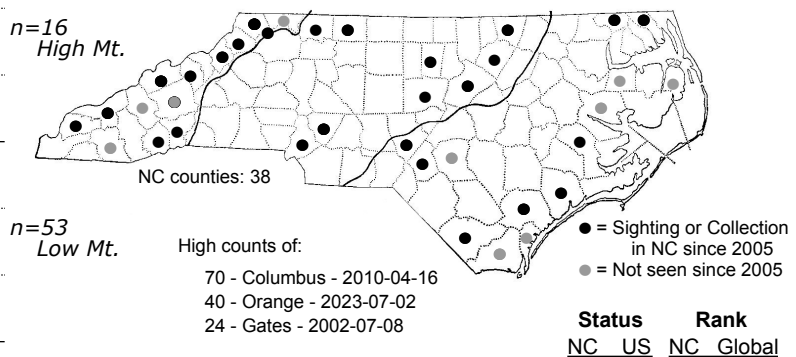 n=16
High Mt.
NC counties: 38
n=53
Low Mt.
High counts of:
70 - Columbus - 2010-04-16
40 - Orange - 2023-07-02
24 - Gates - 2002-07-08
● = Sighting or Collection
in NC since 2005
● = Not seen since 2005
Status Rank
NC US NC Global